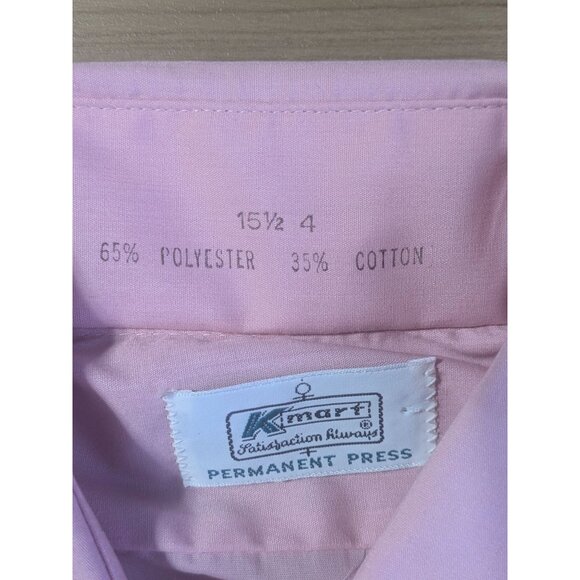 15½ 4
65% POLYESTER 35% COTTON
Kmart ®
Satisfaction Always
PERMANENT PRESS